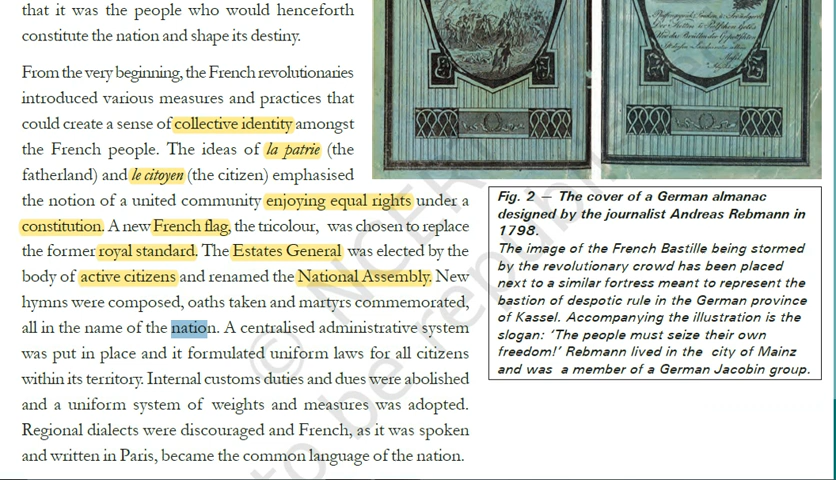 that it was the people who would henceforth
constitute the nation and shape its destiny.
From the very beginning, the French revolutionaries
introduced various measures and practices that
could create a sense of collective identity amongst
the French people. The ideas of la patrie (the
fatherland) and le citoyen (the citizen) emphasised
the notion of a united community enjoying equal rights under a
constitution. A new French flag, the tricolour, was chosen to replace
the former royal standard. The Estates General was elected by the
body of active citizens and renamed the National Assembly. New
hymns were composed, oaths taken and martyrs commemorated,
all in the name of the nation. A centralised administrative system
was put in place and it formulated uniform laws for all citizens
within its territory. Internal customs duties and dues were abolished
and a uniform system of weights and measures was adopted.
Regional dialects were discouraged and French, as it was spoken
and written in Paris, became the common language of the nation.
Fig. 2 — The cover of a German almanac
designed by the journalist Andreas Rebmann in
1798.
The image of the French Bastille being stormed
by the revolutionary crowd has been placed
next to a similar fortress meant to represent the
bastion of despotic rule in the German province
of Kassel. Accompanying the illustration is the
slogan: ‘The people must seize their own
freedom!’ Rebmann lived in the city of Mainz
and was a member of a German Jacobin group.
© NCER
to be republi